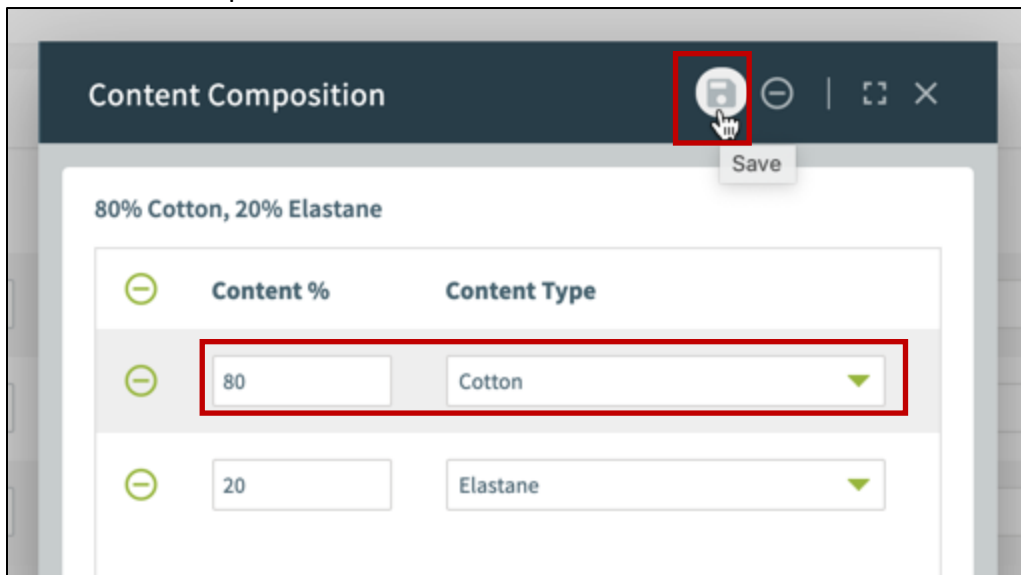 Content Composition
Save
80% Cotton, 20% Elastane
Content % Content Type
80 Cotton
20 Elastane